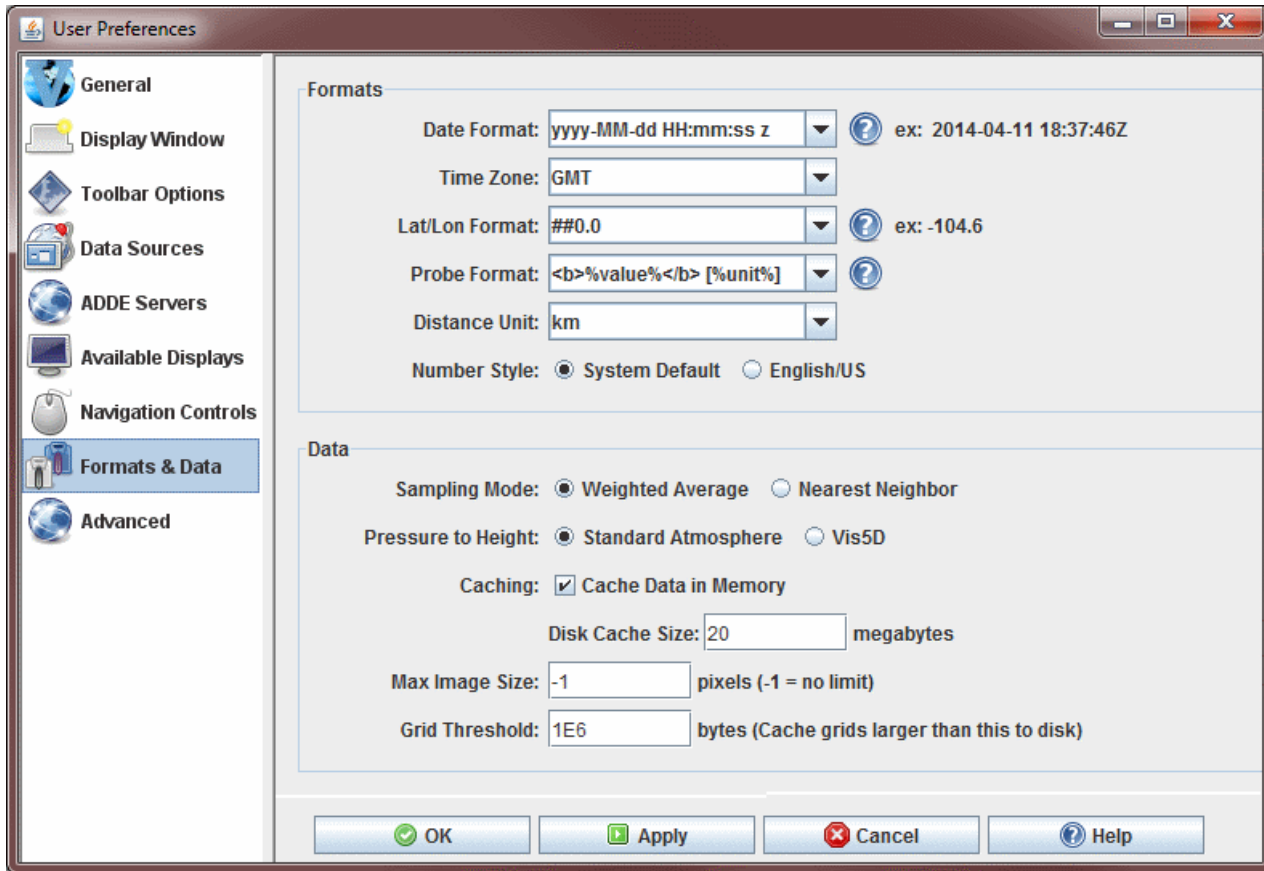 User Preferences
General
Display Window
Toolbar Options
Data Sources
ADDE Servers
Available Displays
Navigation Controls
Formats & Data
Advanced
Formats
Date Format: yyyy-MM-dd HH:mm:ss z ex: 2014-04-11 18:37:46Z
Time Zone: GMT
Lat/Lon Format: ##0.0 ex: -104.6
Probe Format: <b>%value%</b> [%unit%]
Distance Unit: km
Number Style: System Default English/US
Data
Sampling Mode: Weighted Average Nearest Neighbor
Pressure to Height: Standard Atmosphere Vis5D
Caching: Cache Data in Memory
Disk Cache Size: 20 megabytes
Max Image Size: -1 pixels (-1 = no limit)
Grid Threshold: 1E6 bytes (Cache grids larger than this to disk)
OK Apply Cancel Help